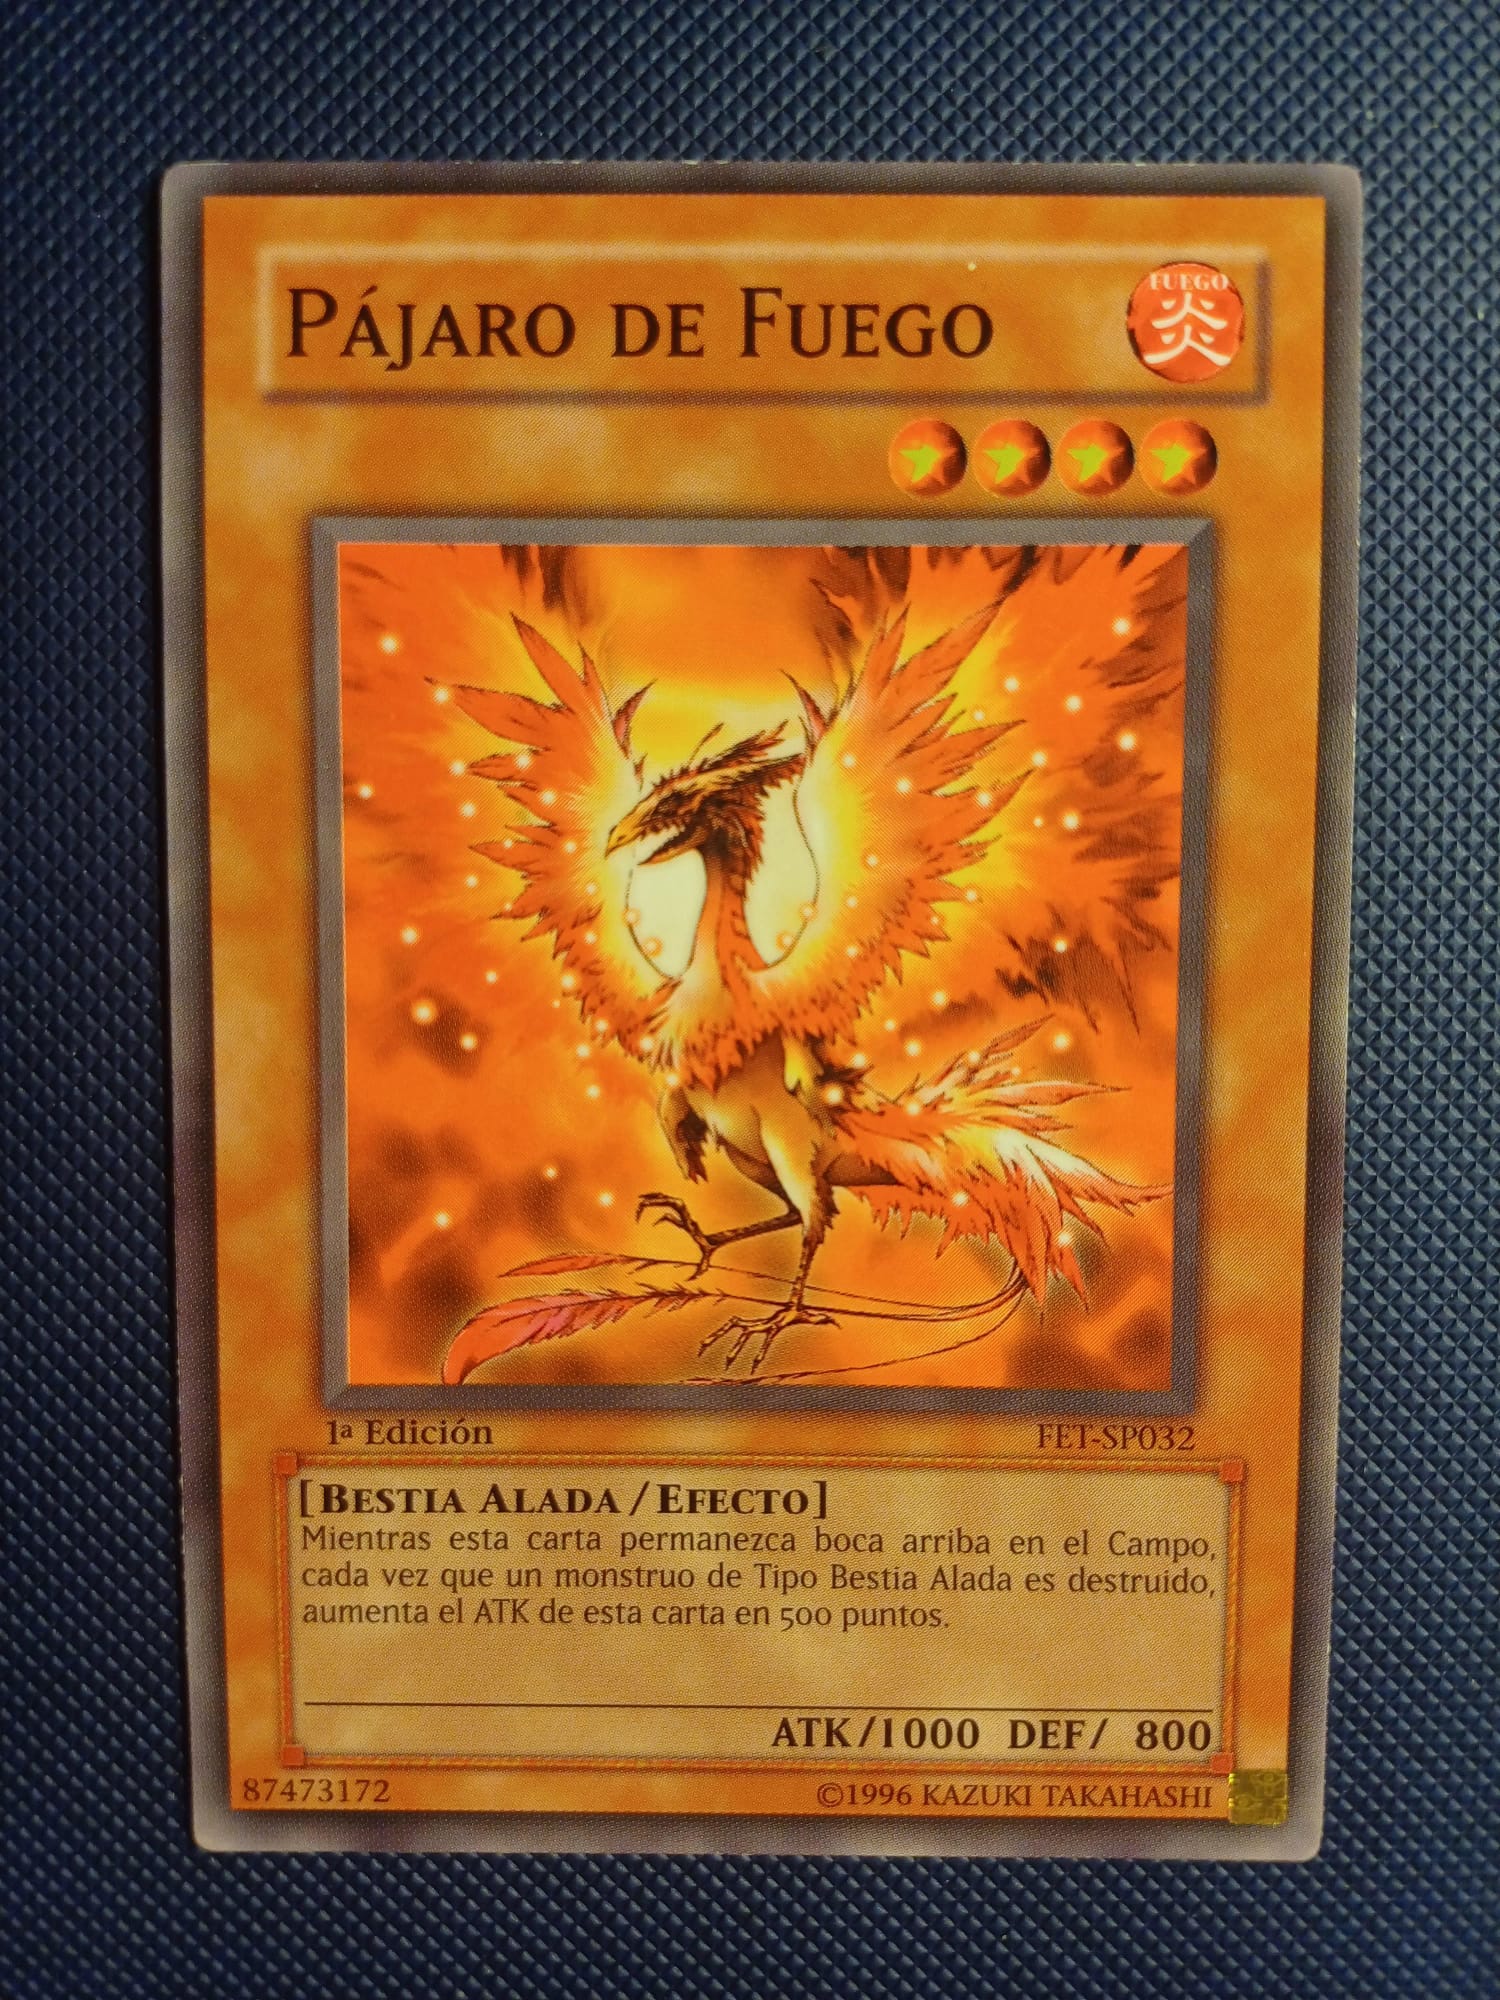 PÁJARO DE FUEGO
FUEGO
炎
1ª Edición
FET-SP032
[BESTIA ALADA/EFECTO]
Mientras esta carta permanezca boca arriba en el Campo,
cada vez que un monstruo de Tipo Bestia Alada es destruido,
aumenta el ATK de esta carta en 500 puntos.
ATK/1000 DEF/ 800
87473172
©1996 KAZUKI TAKAHASHI